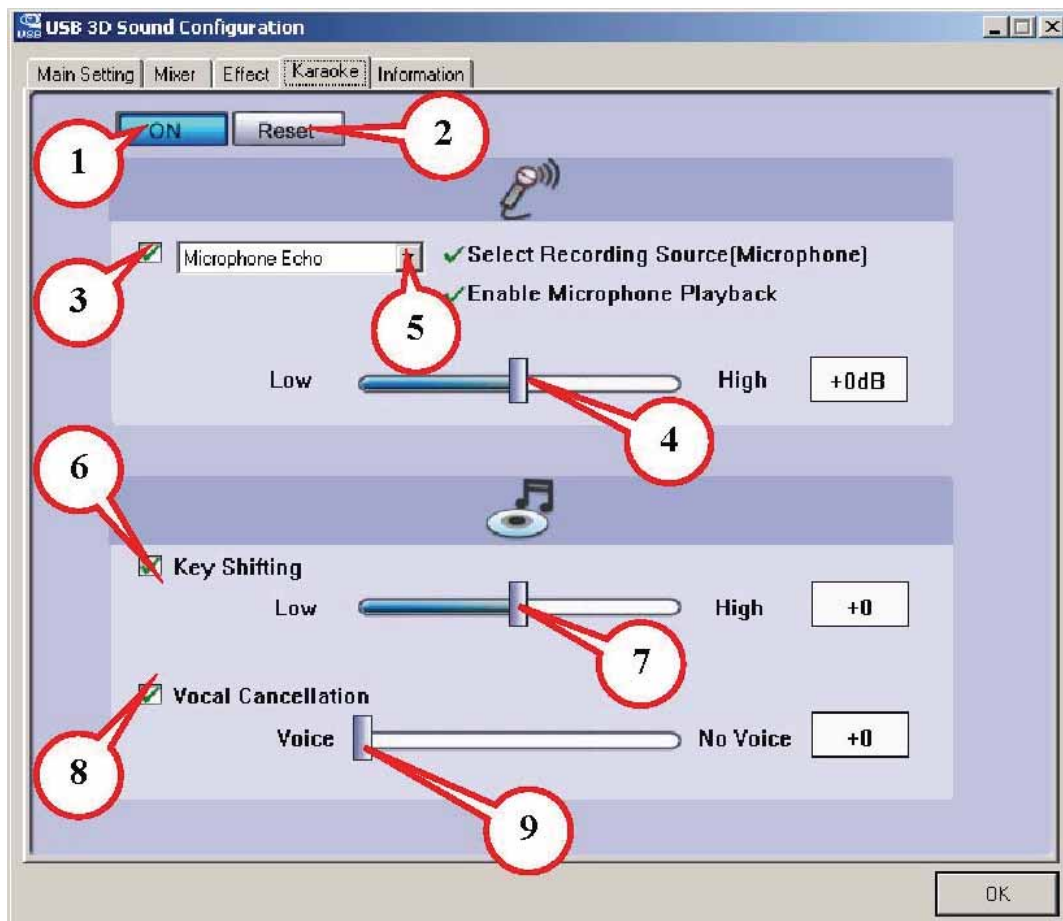 USB USB 3D Sound Configuration
Main Setting Mixer Effect Karaoke Information
ON Reset
1 2
3 Microphone Echo Select Recording Source(Microphone)
Enable Microphone Playback
5
Low High +0dB
4
6
Key Shifting
Low High +0
7
Vocal Cancellation
Voice No Voice +0
8
9
OK